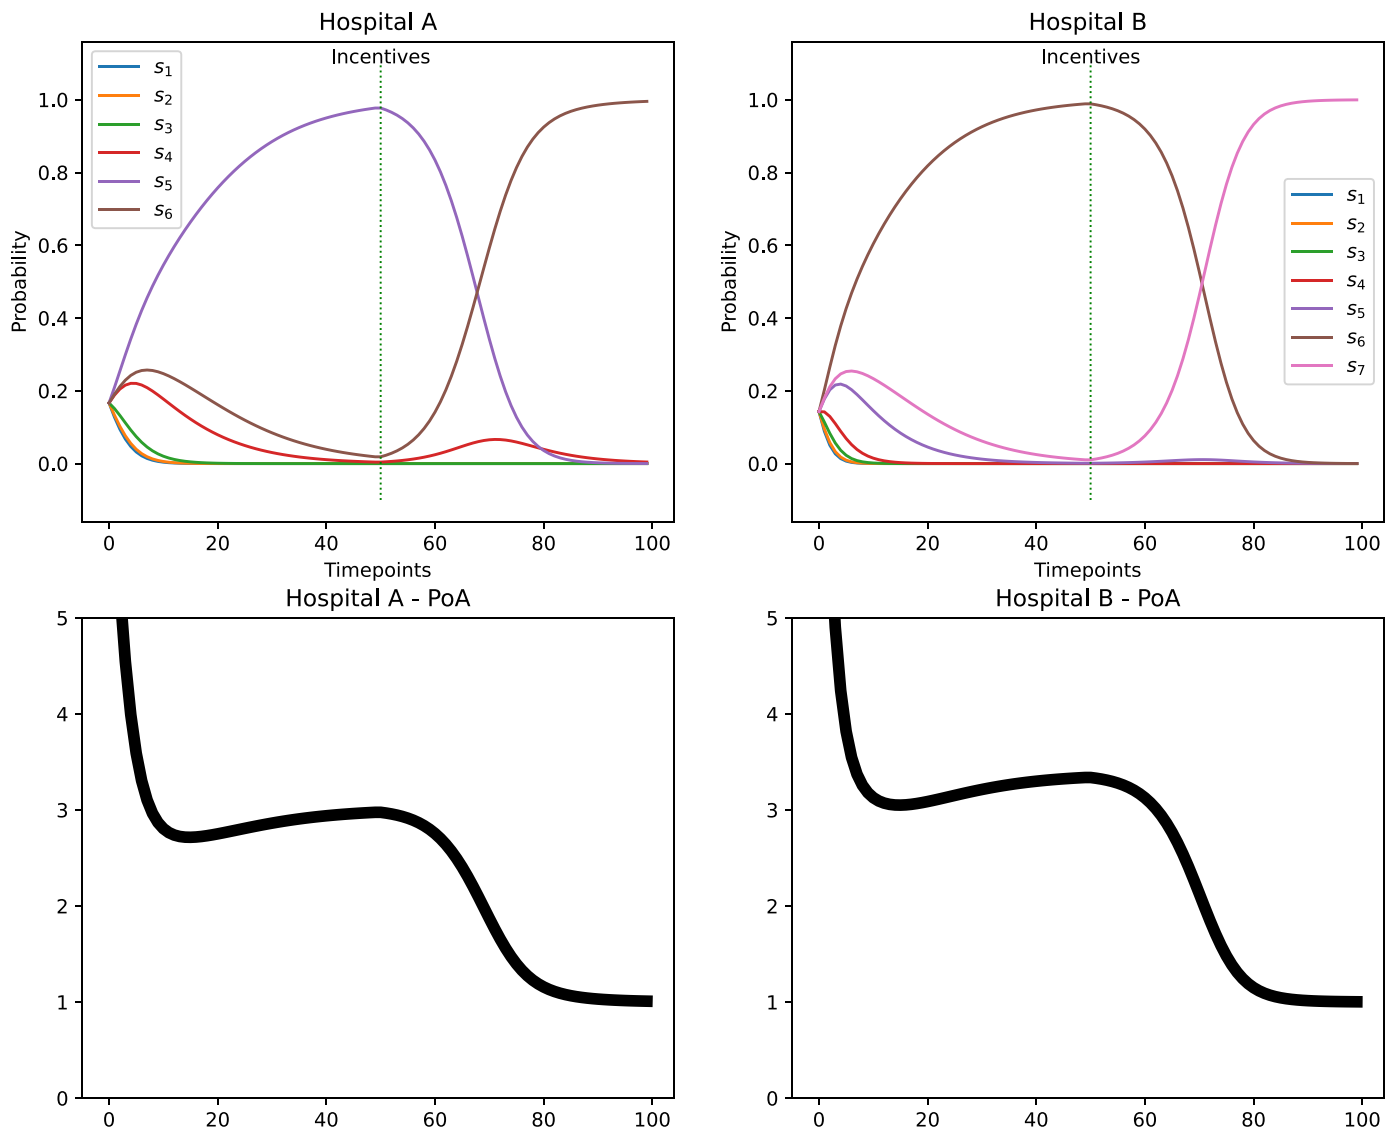 Hospital A
Incentives
s1
s2
s3
s4
s5
s6
1.0
0.8
0.6
0.4
0.2
0.0
Probability
0 20 40 60 80 100
Timepoints
Hospital B
Incentives
s1
s2
s3
s4
s5
s6
s7
1.0
0.8
0.6
0.4
0.2
0.0
Probability
0 20 40 60 80 100
Timepoints
Hospital A - PoA
5
4
3
2
1
0
0 20 40 60 80 100
Hospital B - PoA
5
4
3
2
1
0
0 20 40 60 80 100